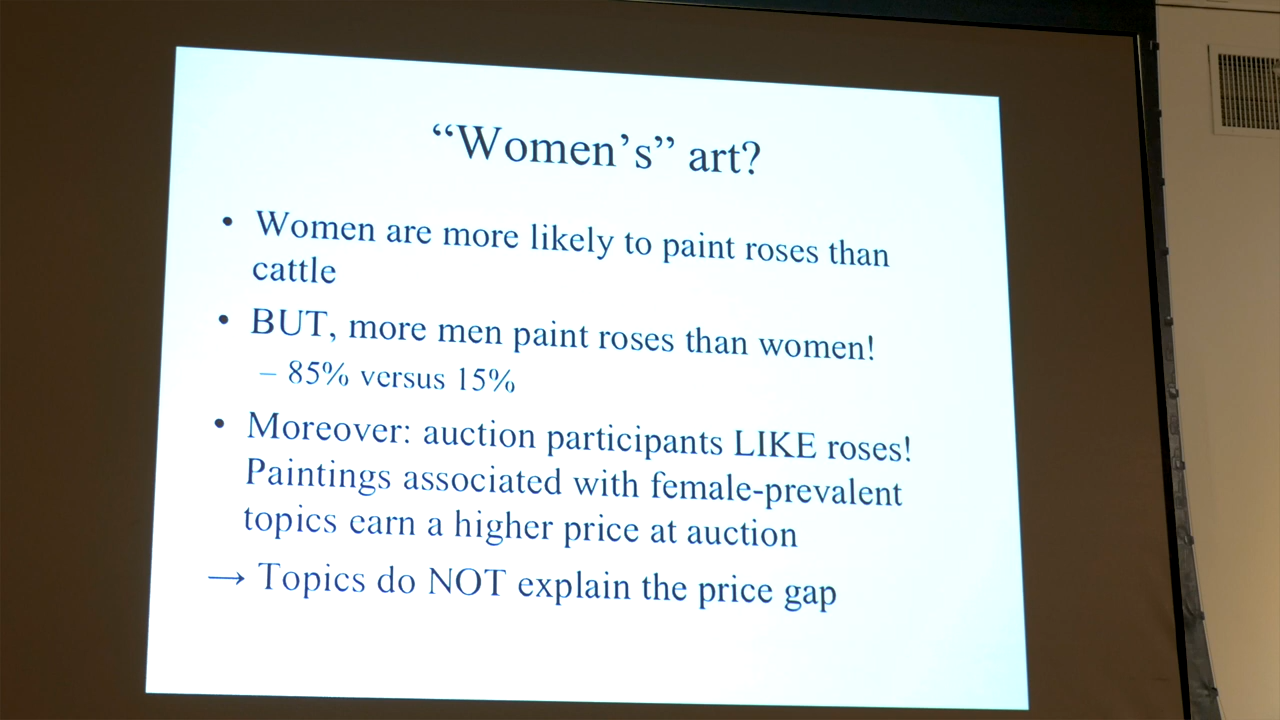 “Women’s” art?
• Women are more likely to paint roses than
cattle
• BUT, more men paint roses than women!
– 85% versus 15%
• Moreover: auction participants LIKE roses!
Paintings associated with female-prevalent
topics earn a higher price at auction
→ Topics do NOT explain the price gap